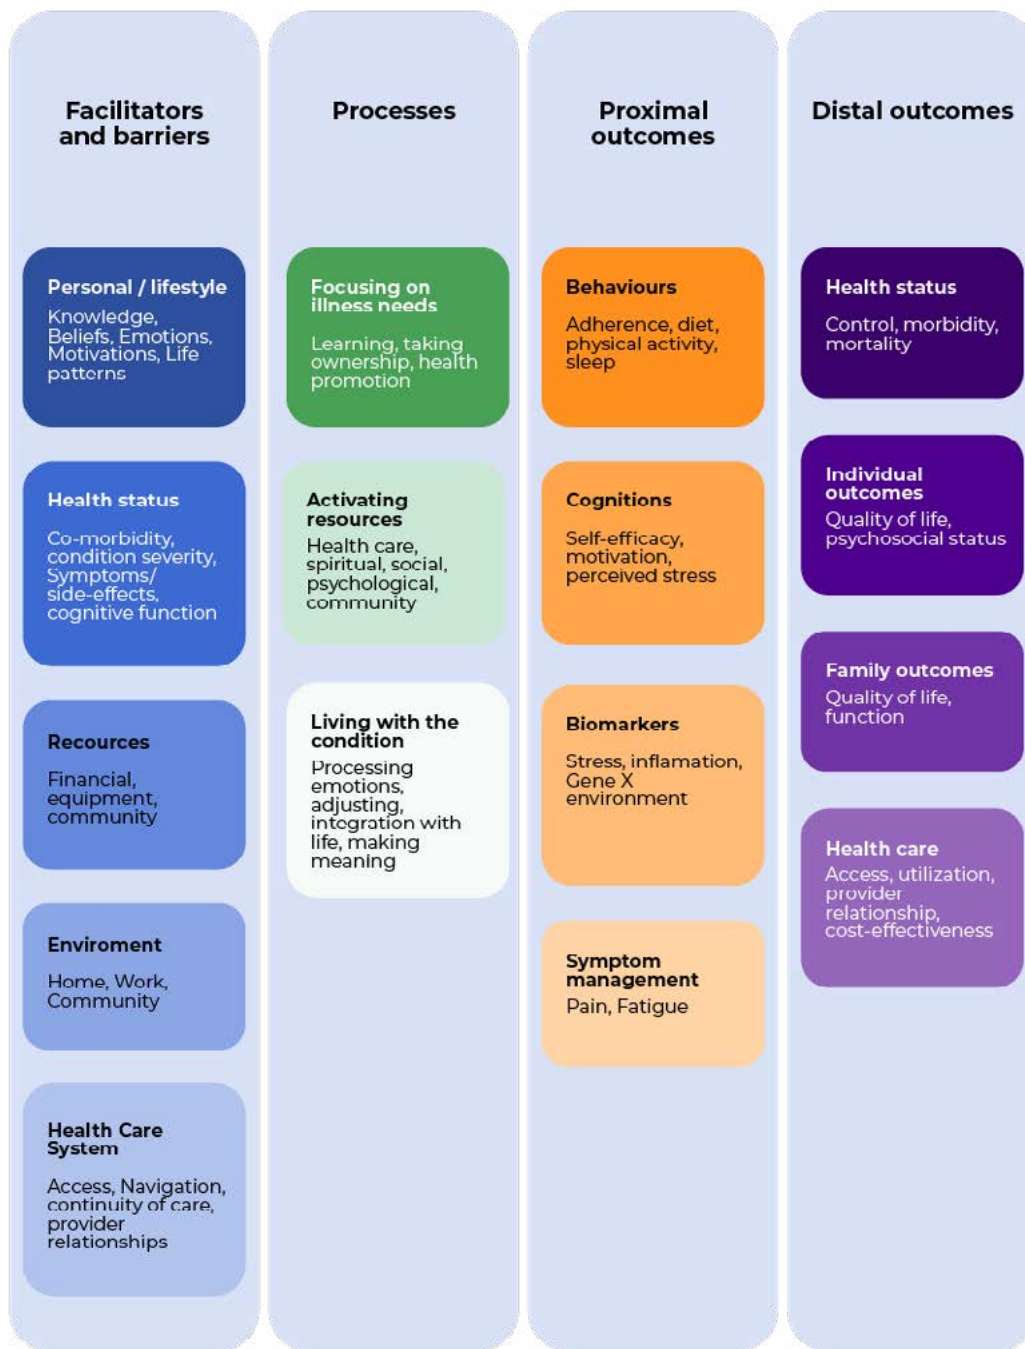 Facilitators
and barriers
Personal / lifestyle
Knowledge,
Beliefs, Emotions,
Motivations, Life
patterns
Health status
Co-morbidity,
condition severity,
Symptoms/
side-effects,
cognitive function
Recources
Financial,
equipment,
community
Enviroment
Home, Work,
Community
Health Care
System
Access, Navigation,
continuity of care,
provider
relationships
Processes
Focusing on
illness needs
Learning, taking
ownership, health
promotion
Activating
resources
Health care,
spiritual, social,
psychological,
community
Living with the
condition
Processing
emotions,
adjusting,
integration with
life, making
meaning
Proximal
outcomes
Behaviours
Adherence, diet,
physical activity,
sleep
Cognitions
Self-efficacy,
motivation,
perceived stress
Biomarkers
Stress, inflamation,
Gene X
environment
Symptom
management
Pain, Fatigue
Distal outcomes
Health status
Control, morbidity,
mortality
Individual
outcomes
Quality of life,
psychosocial status
Family outcomes
Quality of life,
function
Health care
Access, utilization,
provider
relationship,
cost-effectiveness